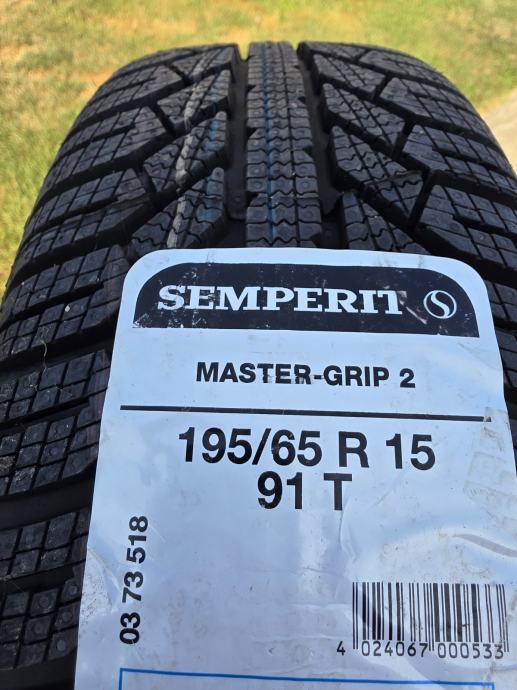 SEMPERIT
MASTER-GRIP 2
195/65 R 15
91 T
03 73 518
4 024067 000533